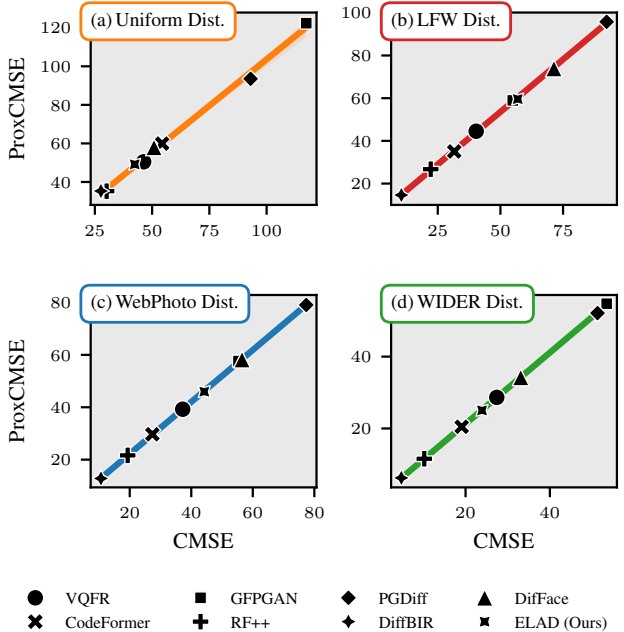 (a) Uniform Dist.
(b) LFW Dist.
ProxCMSE
120
100
80
60
40
25
50
75
100
100
80
60
40
20
25
50
75
(c) WebPhoto Dist.
(d) WIDER Dist.
ProxCMSE
80
60
40
20
20
40
60
80
CMSE
40
20
20
40
CMSE
VQFR
GFPGAN
PGDiff
DifFace
CodeFormer
RF++
DiffBIR
ELAD (Ours)